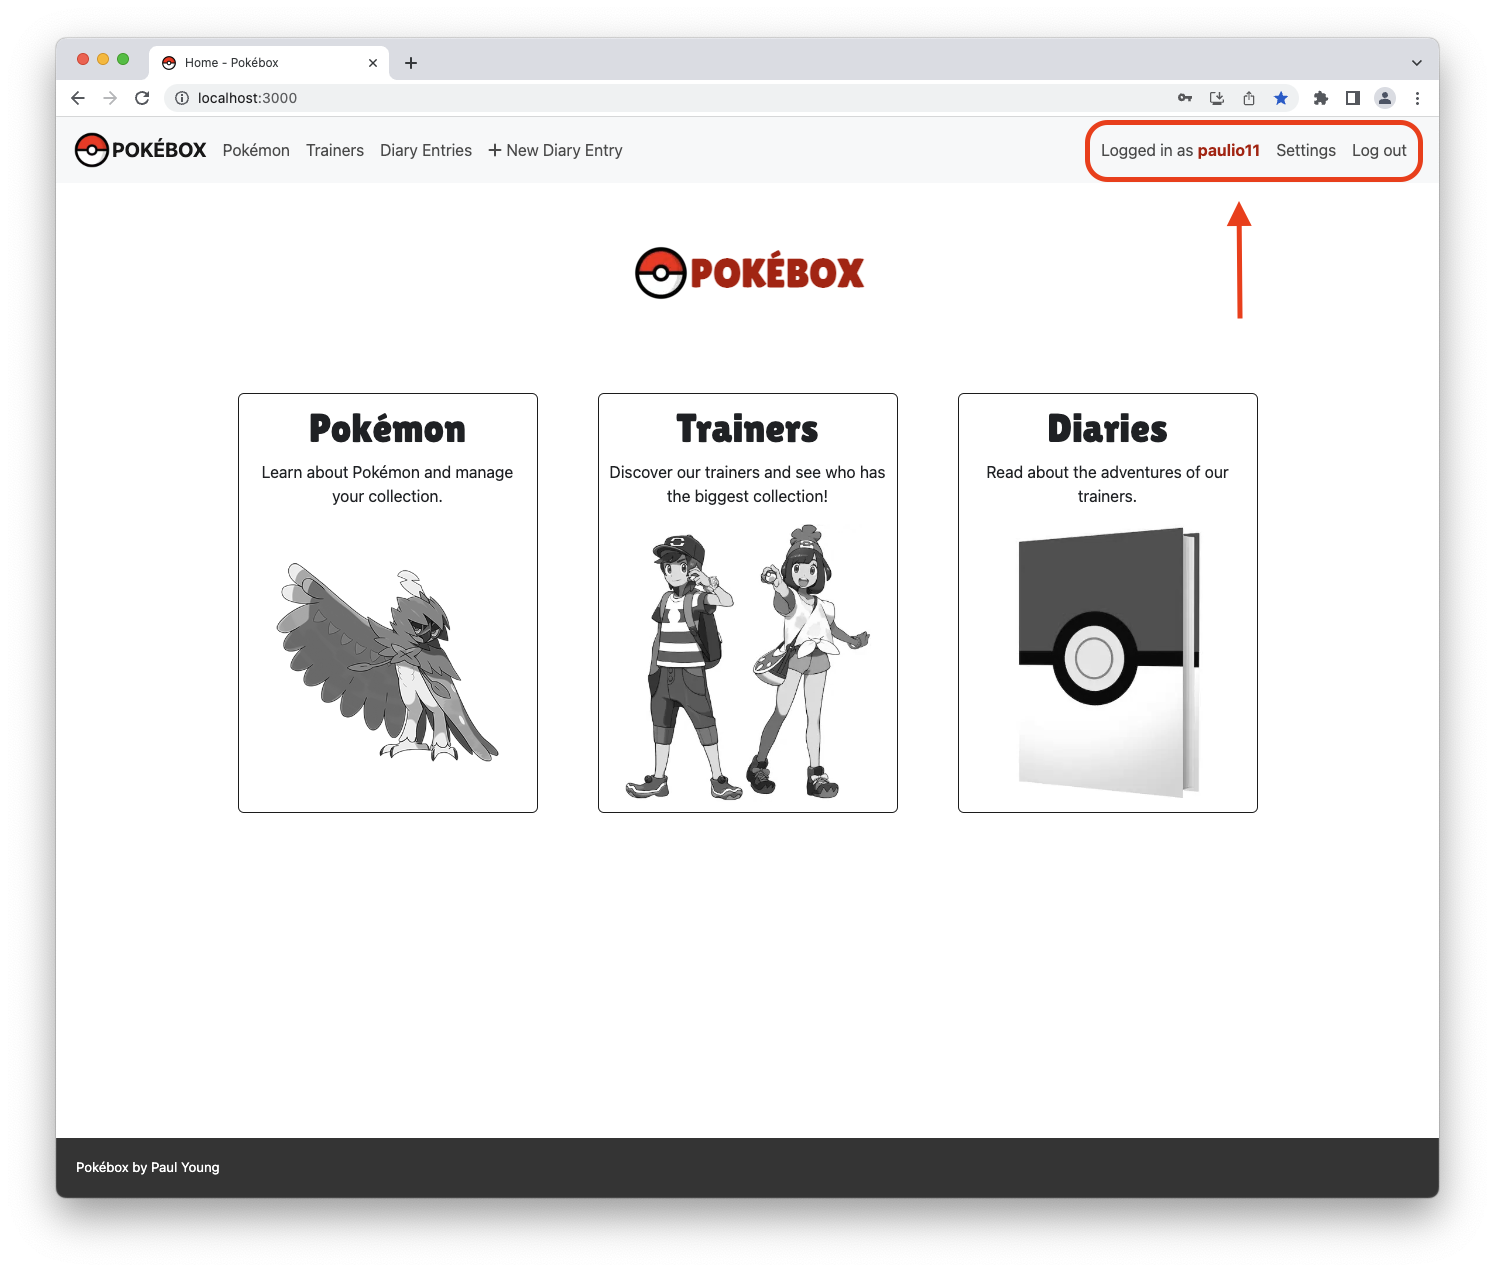 Home - Pokébox
localhost:3000
POKÉBOX Pokémon Trainers Diary Entries + New Diary Entry Logged in as paulio11 Settings Log out
POKÉBOX
Pokémon
Learn about Pokémon and manage
your collection.
Trainers
Discover our trainers and see who has
the biggest collection!
Diaries
Read about the adventures of our
trainers.
Pokébox by Paul Young